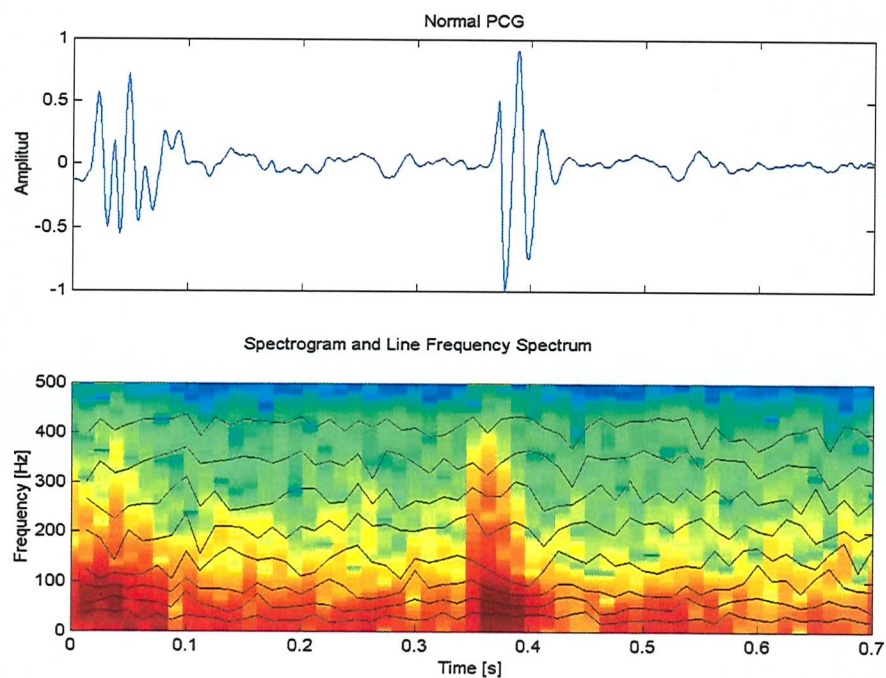 Normal PCG
1
0.5
0
-0.5
-1
Amplitud
Spectrogram and Line Frequency Spectrum
500
400
300
200
100
0
Frequency [Hz]
0 0.1 0.2 0.3 0.4 0.5 0.6 0.7
Time [s]